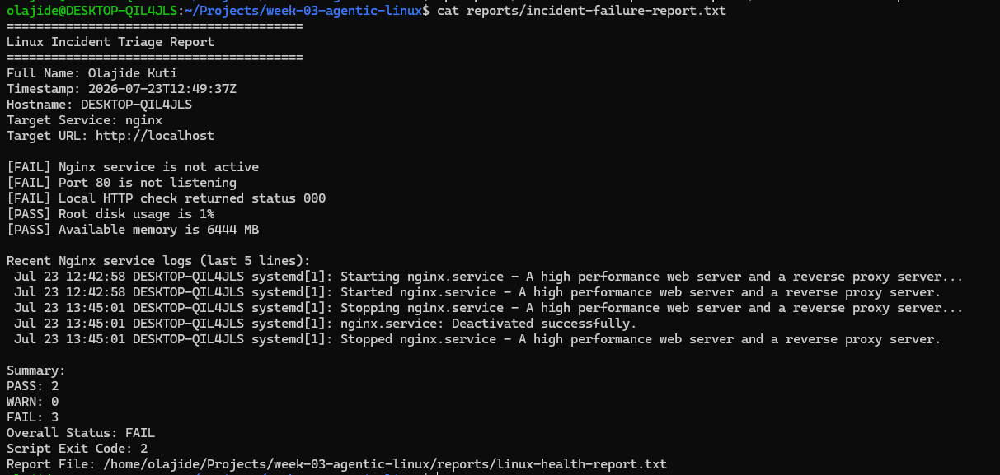 olajide@DESKTOP-QIL4JLS:~/Projects/week-03-agentic-linux$ cat reports/incident-failure-report.txt
========================================
Linux Incident Triage Report
========================================
Full Name: Olajide Kuti
Timestamp: 2026-07-23T12:49:37Z
Hostname: DESKTOP-QIL4JLS
Target Service: nginx
Target URL: http://localhost

[FAIL] Nginx service is not active
[FAIL] Port 80 is not listening
[FAIL] Local HTTP check returned status 000
[PASS] Root disk usage is 1%
[PASS] Available memory is 6444 MB

Recent Nginx service logs (last 5 lines):
 Jul 23 12:42:58 DESKTOP-QIL4JLS systemd[1]: Starting nginx.service - A high performance web server and a reverse proxy server...
 Jul 23 12:42:58 DESKTOP-QIL4JLS systemd[1]: Started nginx.service - A high performance web server and a reverse proxy server.
 Jul 23 13:45:01 DESKTOP-QIL4JLS systemd[1]: Stopping nginx.service - A high performance web server and a reverse proxy server...
 Jul 23 13:45:01 DESKTOP-QIL4JLS systemd[1]: nginx.service: Deactivated successfully.
 Jul 23 13:45:01 DESKTOP-QIL4JLS systemd[1]: Stopped nginx.service - A high performance web server and a reverse proxy server.

Summary:
PASS: 2
WARN: 0
FAIL: 3
Overall Status: FAIL
Script Exit Code: 2
Report File: /home/olajide/Projects/week-03-agentic-linux/reports/linux-health-report.txt